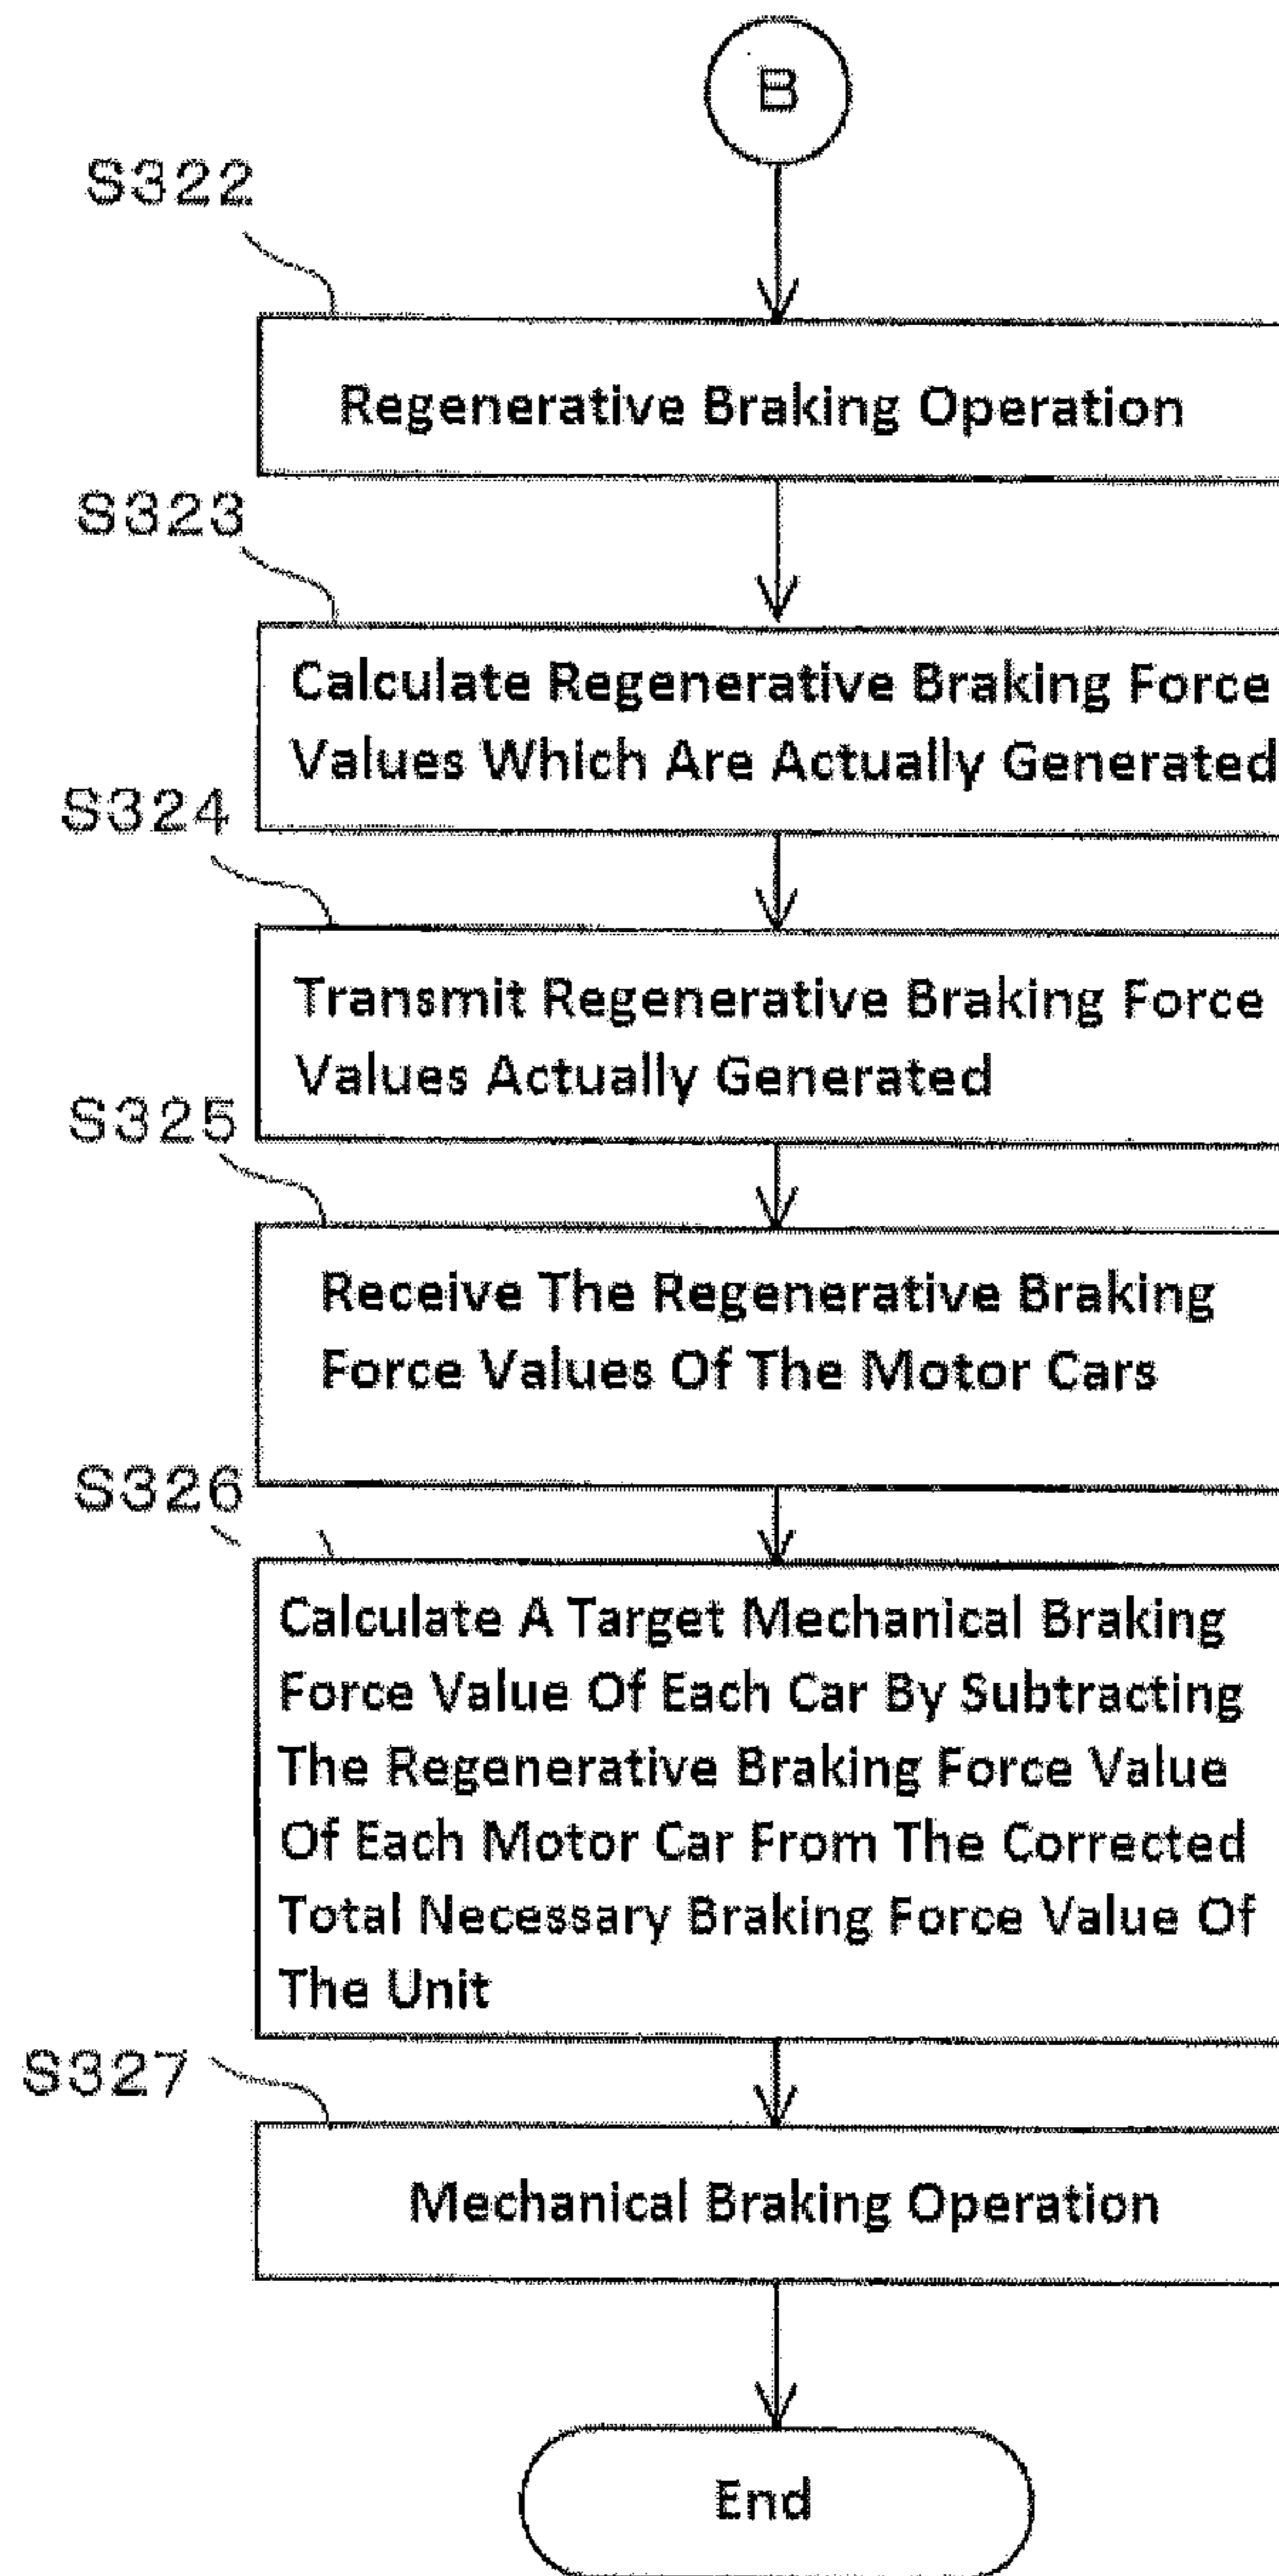 B
S322
Regenerative Braking Operation
S323
Calculate Regenerative Braking Force
Values Which Are Actually Generated
S324
Transmit Regenerative Braking Force
Values Actually Generated
S325
Receive The Regenerative Braking
Force Values Of The Motor Cars
S326
Calculate A Target Mechanical Braking
Force Value Of Each Car By Subtracting
The Regenerative Braking Force Value
Of Each Motor Car From The Corrected
Total Necessary Braking Force Value Of
The Unit
S327
Mechanical Braking Operation
End